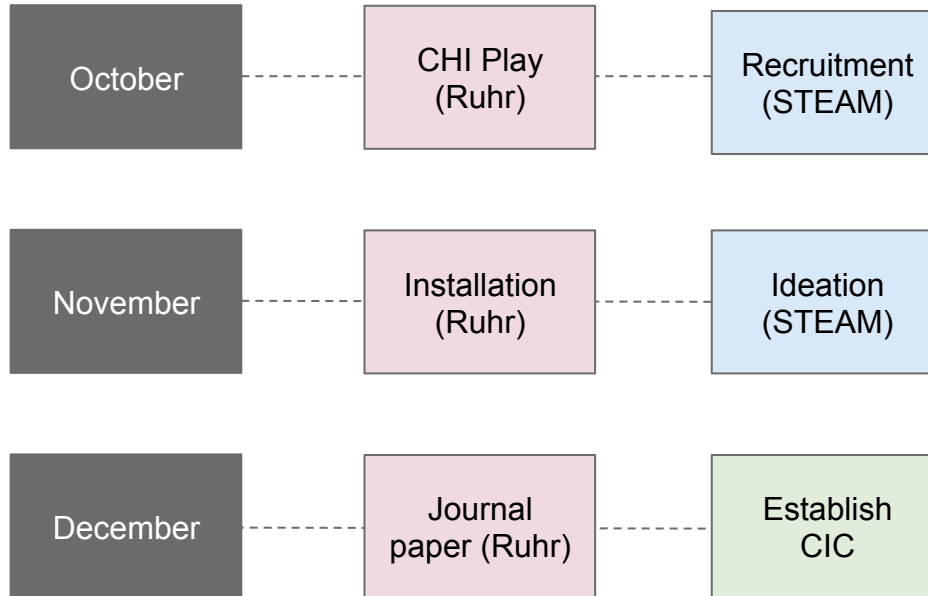 October
CHI Play
(Ruhr)
Recruitment
(STEAM)
November
Installation
(Ruhr)
Ideation
(STEAM)
December
Journal
paper (Ruhr)
Establish
CIC